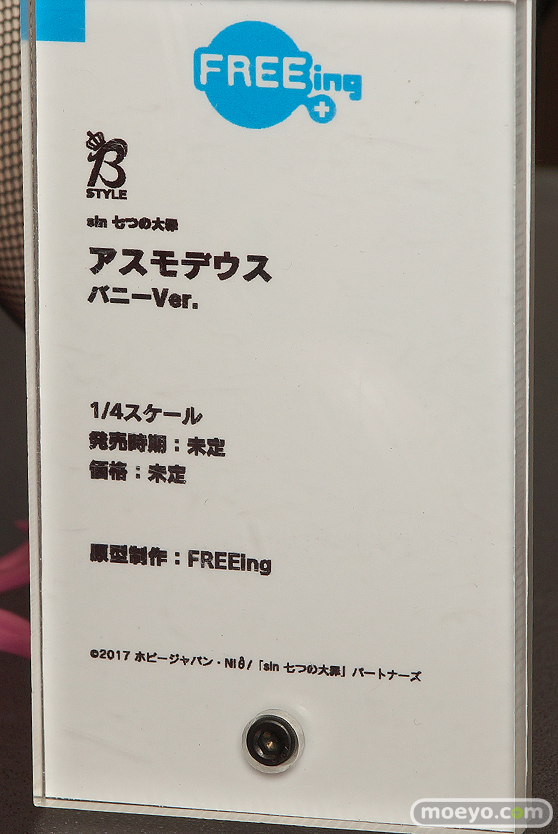 FREEing
B
STYLE
sin 七つの大罪
アスモデウス
バニーVer.
1/4スケール
発売時期：未定
価格：未定
原型制作：FREEing
©2017 ホビージャパン・Niθ/「sin 七つの大罪」パートナーズ
moeyo.com